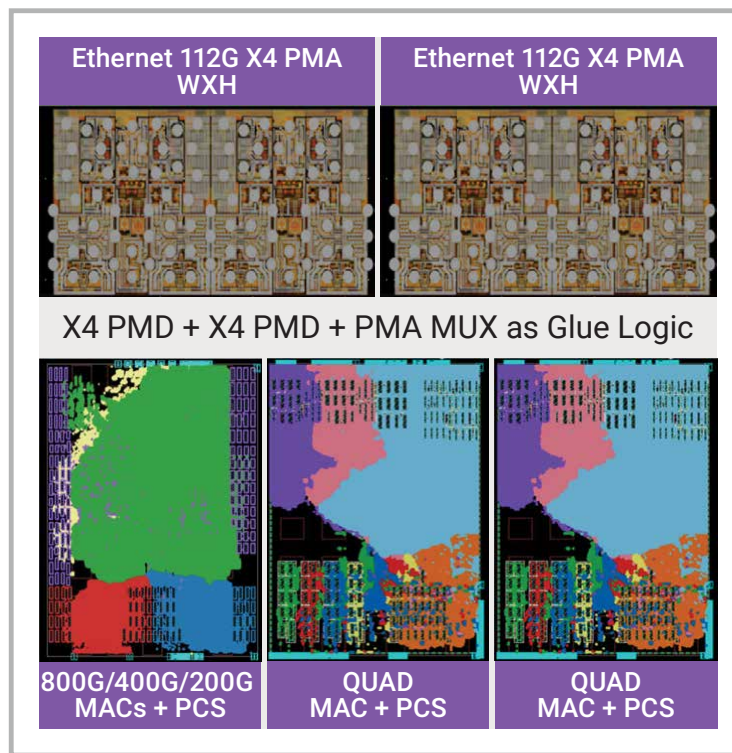 Ethernet 112G X4 PMA
WXH
Ethernet 112G X4 PMA
WXH
X4 PMD + X4 PMD + PMA MUX as Glue Logic
800G/400G/200G
MACs + PCS
QUAD
MAC + PCS
QUAD
MAC + PCS